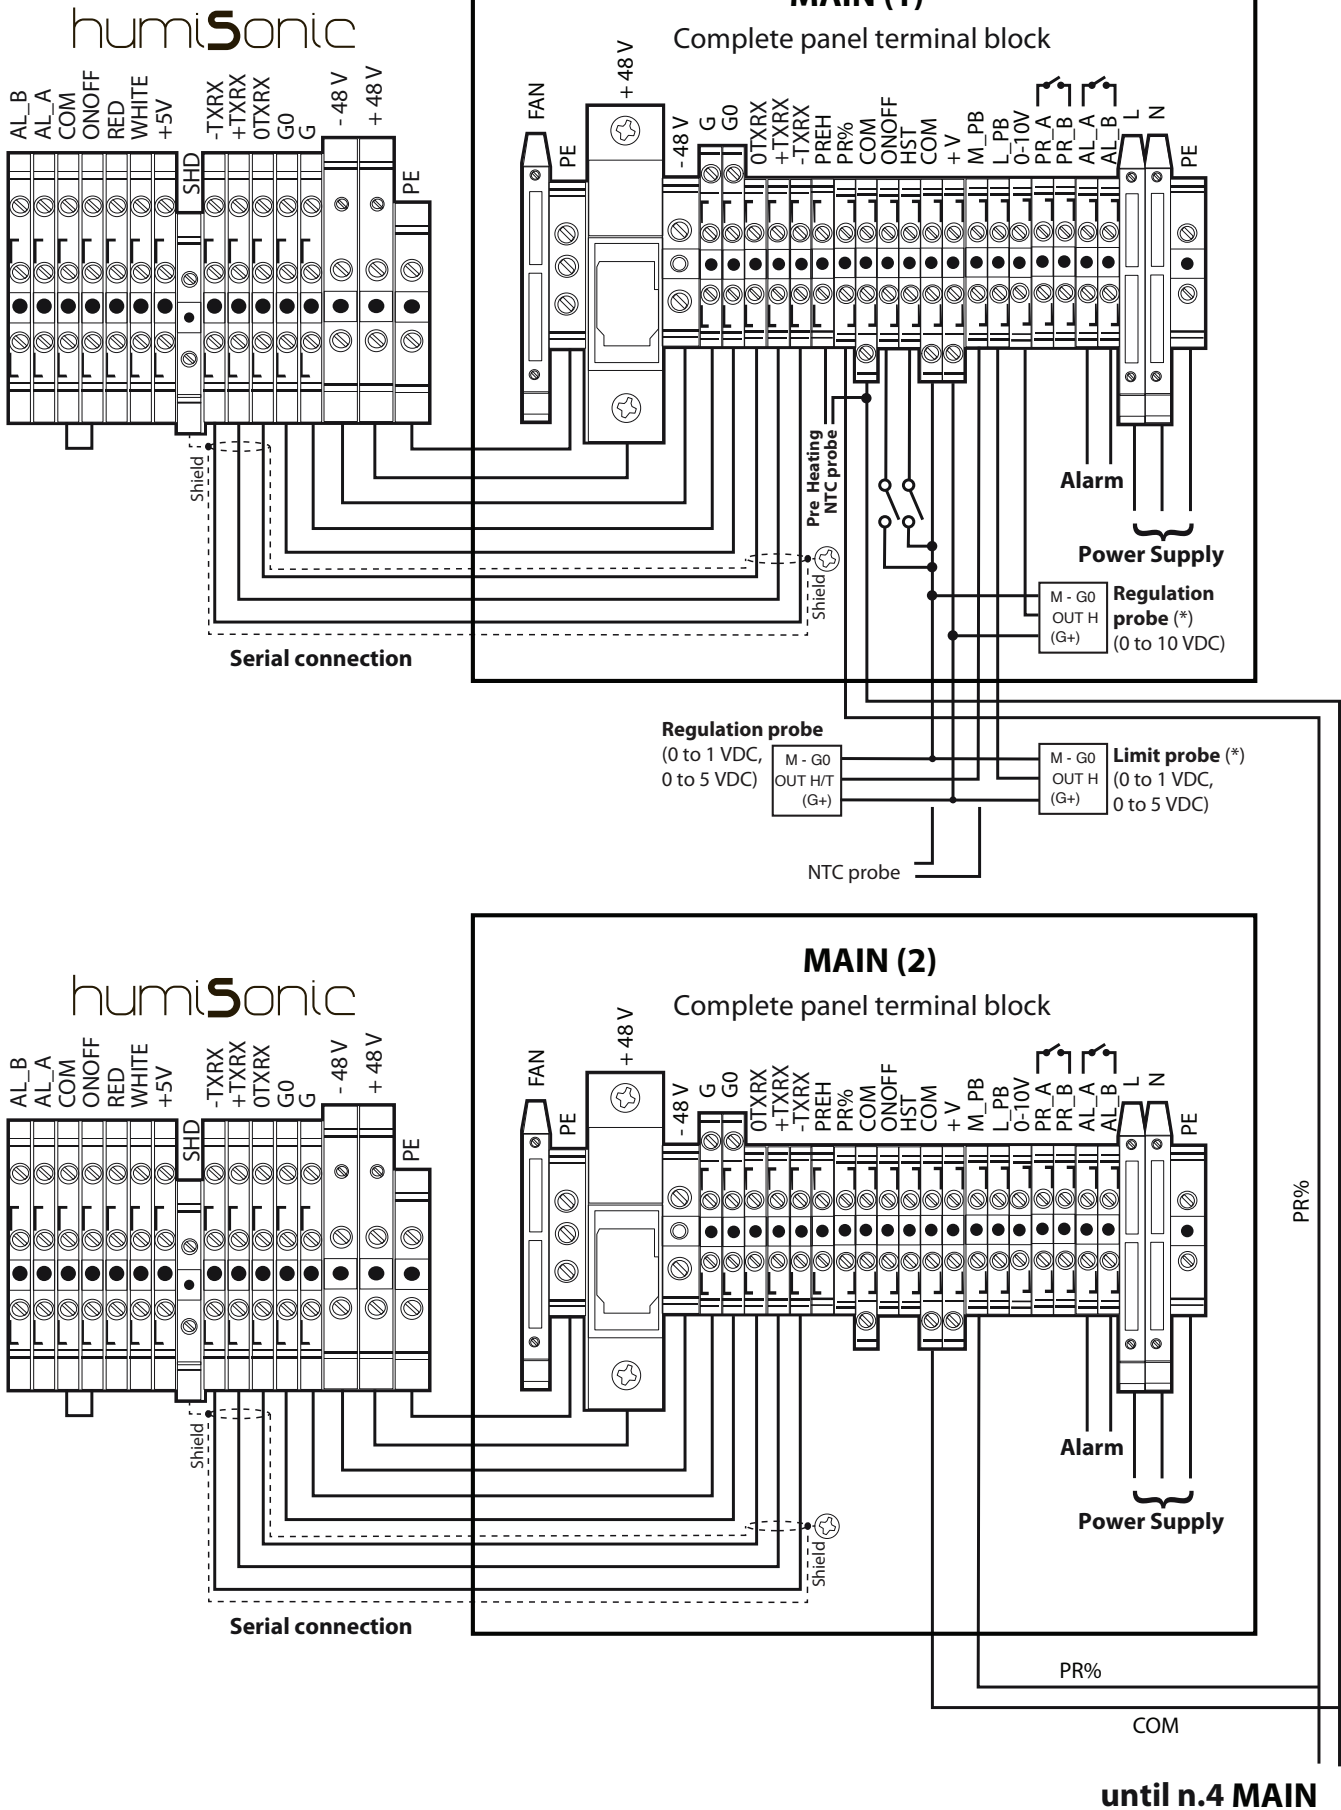 MAIN (1)
humiSonic
Complete panel terminal block
AL_B
AL_A
COM
ONOFF
RED
WHITE
+5V
SHD
-TXRX
+TXRX
0TXRX
G0
G
- 48 V
+ 48 V
PE
FAN
PE
+ 48 V
- 48 V
G
G0
0TXRX
+TXRX
-TXRX
PREH
PR%
COM
ONOFF
HST
COM
+V
M_PB
L_PB
0-10V
PR_A
PR_B
AL_A
AL_B
L
N
PE
Shield
Pre Heating
NTC probe
Alarm
Power Supply
Shield
M - G0
OUT H
(G+)
Regulation
probe (*)
(0 to 10 VDC)
Serial connection
Regulation probe
(0 to 1 VDC,
0 to 5 VDC)
M - G0
OUT H/T
(G+)
M - G0
OUT H
(G+)
Limit probe (*)
(0 to 1 VDC,
0 to 5 VDC)
NTC probe
MAIN (2)
humiSonic
Complete panel terminal block
AL_B
AL_A
COM
ONOFF
RED
WHITE
+5V
SHD
-TXRX
+TXRX
0TXRX
G0
G
- 48 V
+ 48 V
PE
FAN
PE
+ 48 V
- 48 V
G
G0
0TXRX
+TXRX
-TXRX
PREH
PR%
COM
ONOFF
HST
COM
+V
M_PB
L_PB
0-10V
PR_A
PR_B
AL_A
AL_B
L
N
PE
PR%
Shield
Alarm
Power Supply
Shield
Serial connection
PR%
COM
until n.4 MAIN